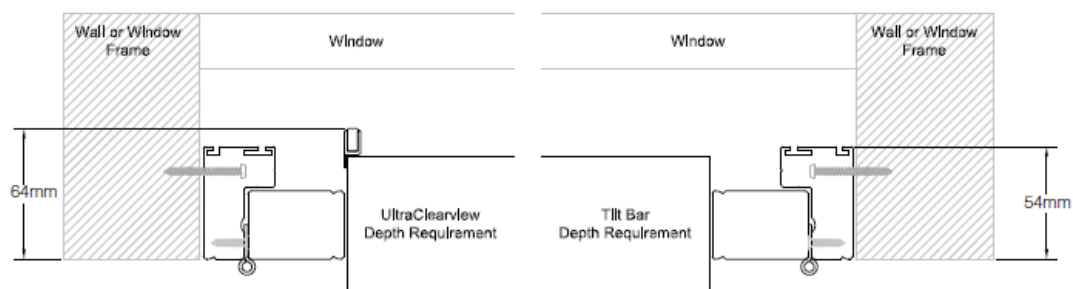 Wall or Window
Frame
Window
Window
Wall or Window
Frame
64mm
UltraClearview
Depth Requirement
Tilt Bar
Depth Requirement
54mm